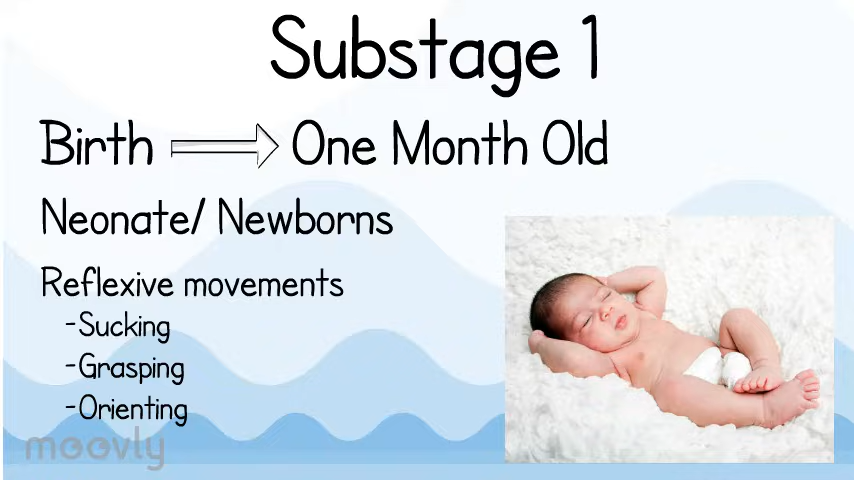 Substage 1
Birth One Month Old
Neonate/ Newborns
Reflexive movements
-Sucking
-Grasping
-Orienting
moovly